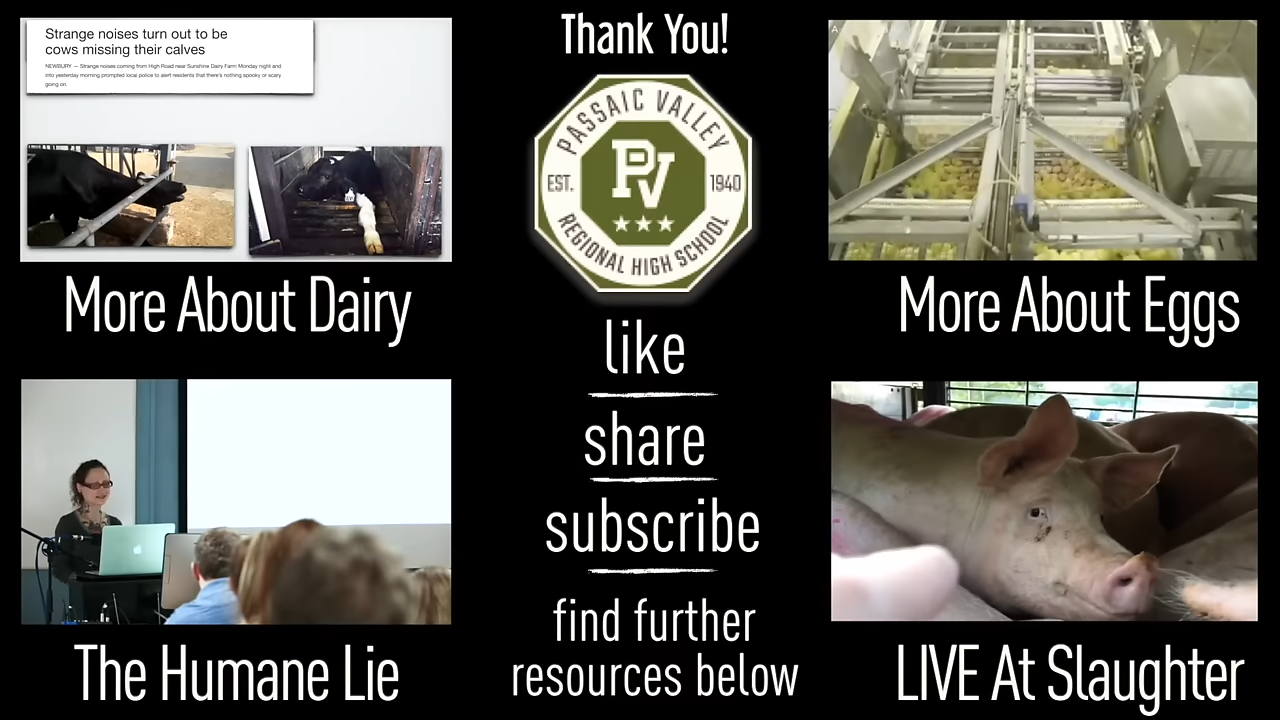 Strange noises turn out to be
cows missing their calves
NEWBURY — Strange noises coming from High Road near Sunshine Dairy Farm Monday night and
into yesterday morning prompted local police to alert residents that there's nothing spooky or scary
going on.
More About Dairy
The Humane Lie
Thank You!
PASSAIC VALLEY
EST.
PV
1940
REGIONAL HIGH SCHOOL
like
share
subscribe
find further
resources below
More About Eggs
LIVE At Slaughter